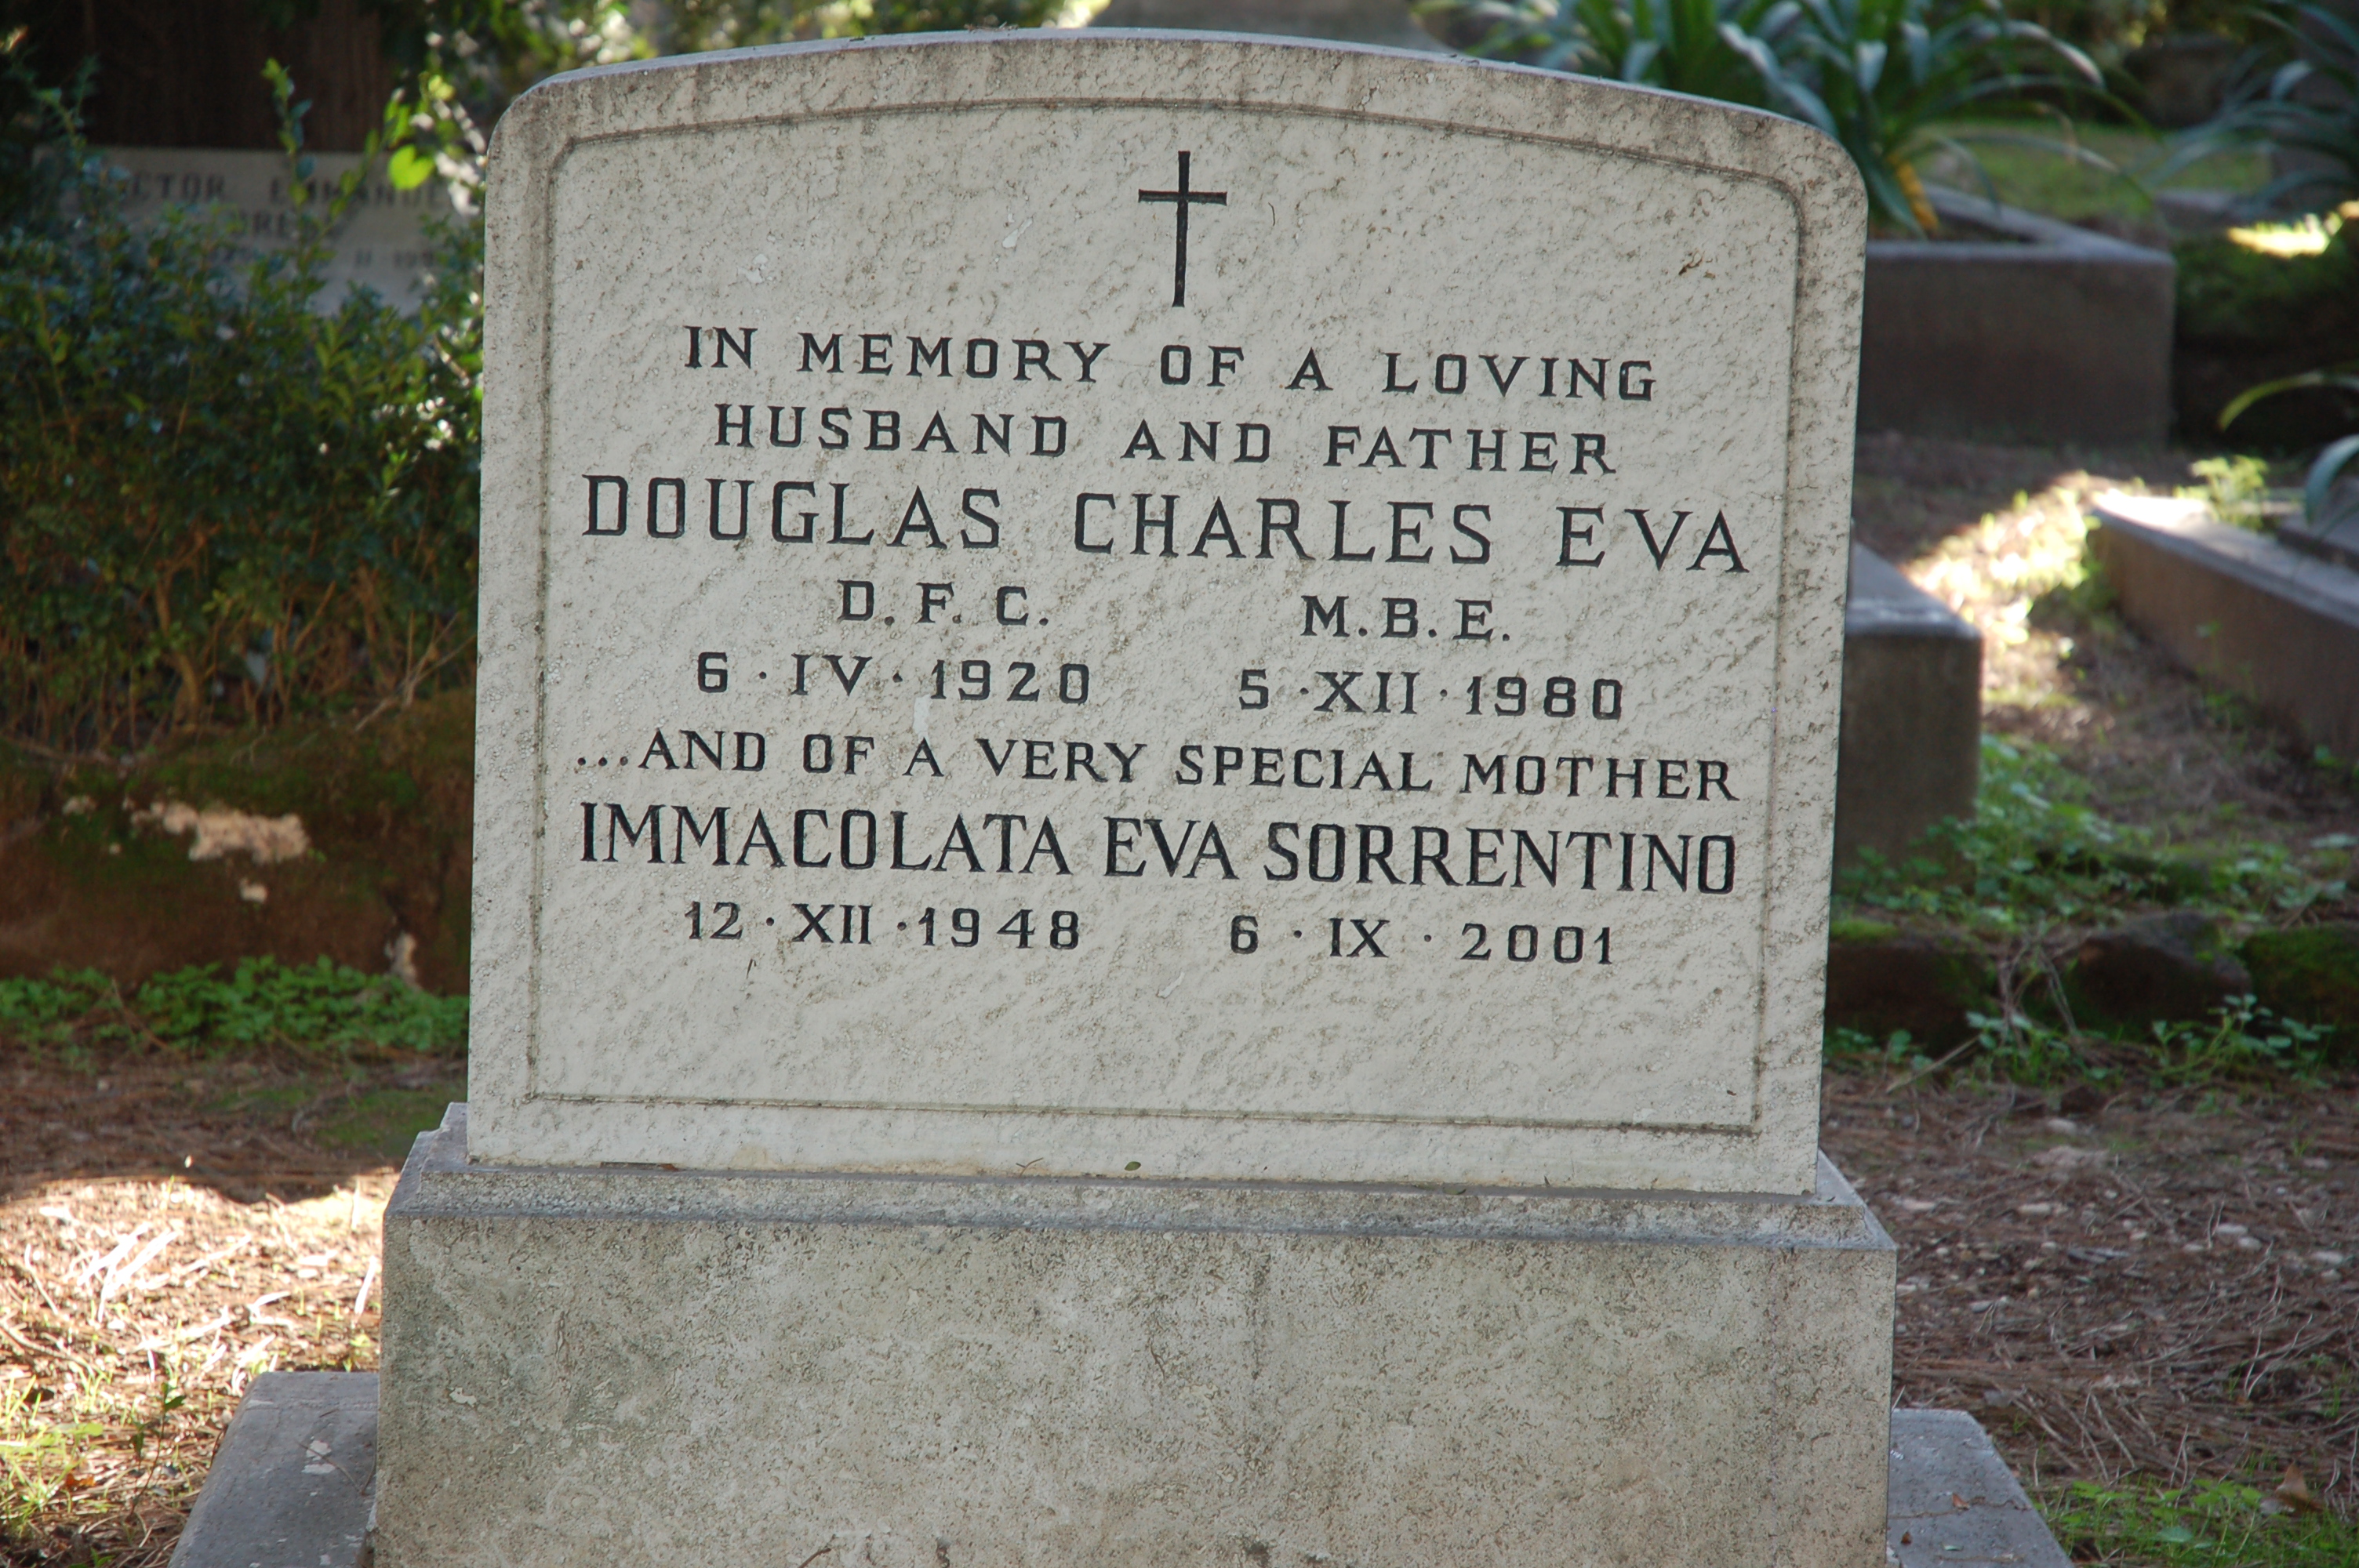 IN MEMORY OF A LOVING
HUSBAND AND FATHER
DOUGLAS CHARLES EVA
D. F. C. M. B. E.
6 · IV · 1920 5 · XII · 1980
...AND OF A VERY SPECIAL MOTHER
IMMACOLATA EVA SORRENTINO
12 · XII · 1948 6 · IX · 2001